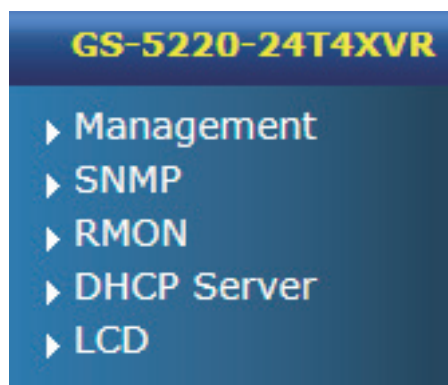 GS-5220-24T4XVR
Management
SNMP
RMON
DHCP Server
LCD